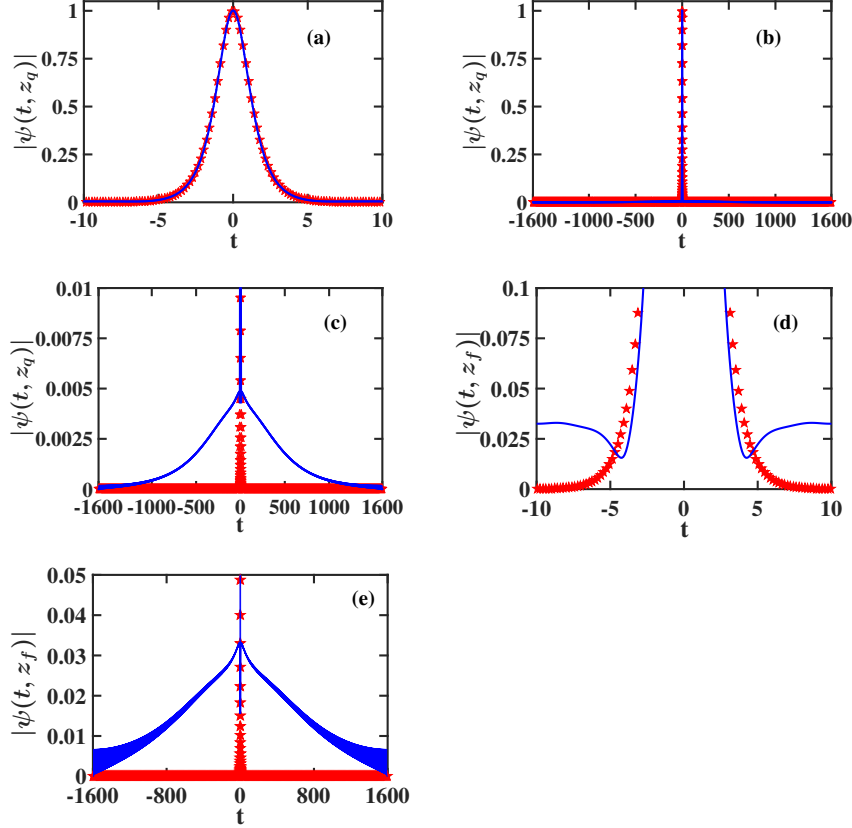 (a)
|ψ(t, z_q)|
1
0.75
0.5
0.25
0
-10 -5 0 5 10
t
(b)
|ψ(t, z_q)|
1
0.75
0.5
0.25
0
-1600 -1000 -500 0 500 1000 1600
t
(c)
|ψ(t, z_q)|
0.01
0.0075
0.005
0.0025
0
-1600 -1000 -500 0 500 1000 1600
t
(d)
|ψ(t, z_f)|
0.1
0.075
0.05
0.025
0
-10 -5 0 5 10
t
(e)
|ψ(t, z_f)|
0.05
0.04
0.03
0.02
0.01
0
-1600 -800 0 800 1600
t